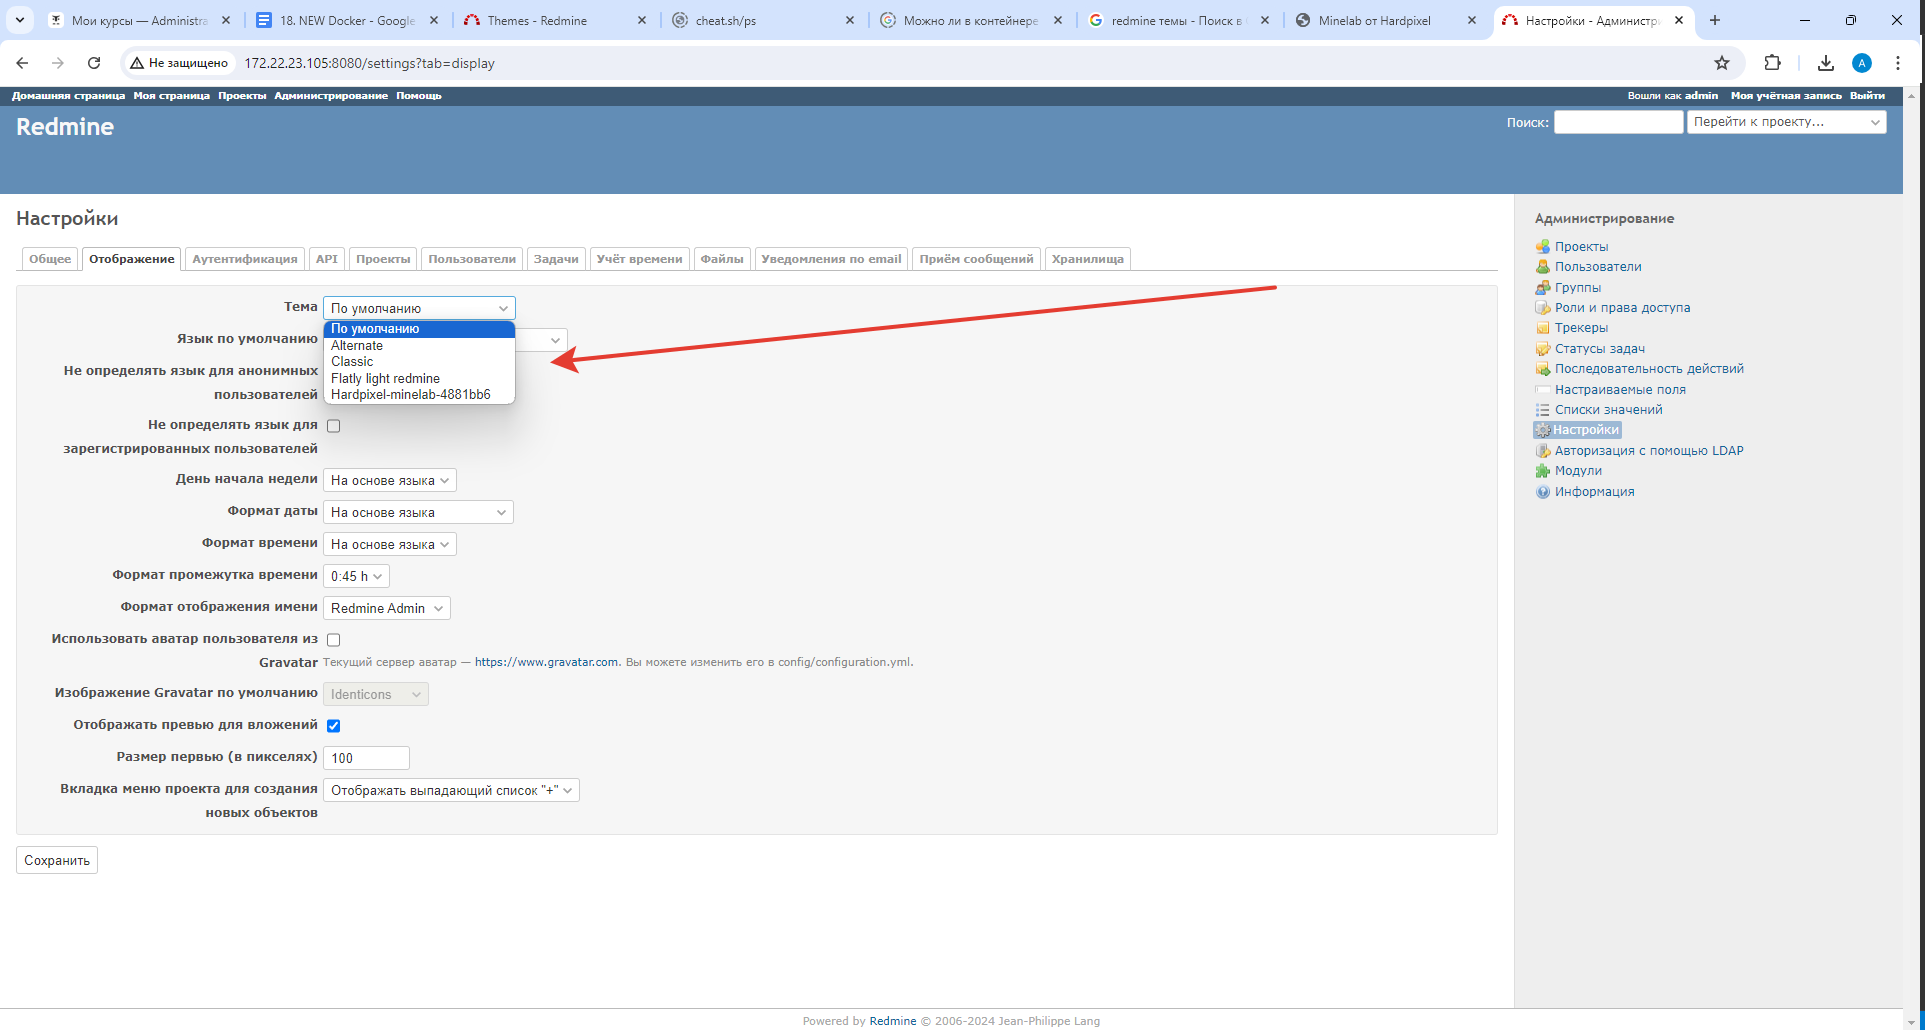 Мои курсы — Administra
18. NEW Docker - Google
Themes - Redmine
cheat.sh/ps
Можно ли в контейнере
redmine темы - Поиск в
Minelab от Hardpixel
Настройки - Администри
Не защищено
172.22.23.105:8080/settings?tab=display
A
Домашняя страница Моя страница Проекты Администрирование Помощь
Вошли как admin Моя учётная запись Выйти
Redmine
Поиск:
Перейти к проекту...
Настройки
Общее
Отображение
Аутентификация
API
Проекты
Пользователи
Задачи
Учёт времени
Файлы
Уведомления по email
Приём сообщений
Хранилища
Тема
По умолчанию
По умолчанию
Alternate
Classic
Flatly light redmine
Hardpixel-minelab-4881bb6
Язык по умолчанию
Не определять язык для анонимных
пользователей
Не определять язык для
зарегистрированных пользователей
День начала недели
На основе языка
Формат даты
На основе языка
Формат времени
На основе языка
Формат промежутка времени
0:45 h
Формат отображения имени
Redmine Admin
Использовать аватар пользователя из
Gravatar
Текущий сервер аватар — https://www.gravatar.com. Вы можете изменить его в config/configuration.yml.
Изображение Gravatar по умолчанию
Identicons
Отображать превью для вложений
Размер первью (в пикселях)
100
Вкладка меню проекта для создания
новых объектов
Отображать выпадающий список "+"
Сохранить
Администрирование
Проекты
Пользователи
Группы
Роли и права доступа
Трекеры
Статусы задач
Последовательность действий
Настраиваемые поля
Списки значений
Настройки
Авторизация с помощью LDAP
Модули
Информация
Powered by Redmine © 2006-2024 Jean-Philippe Lang